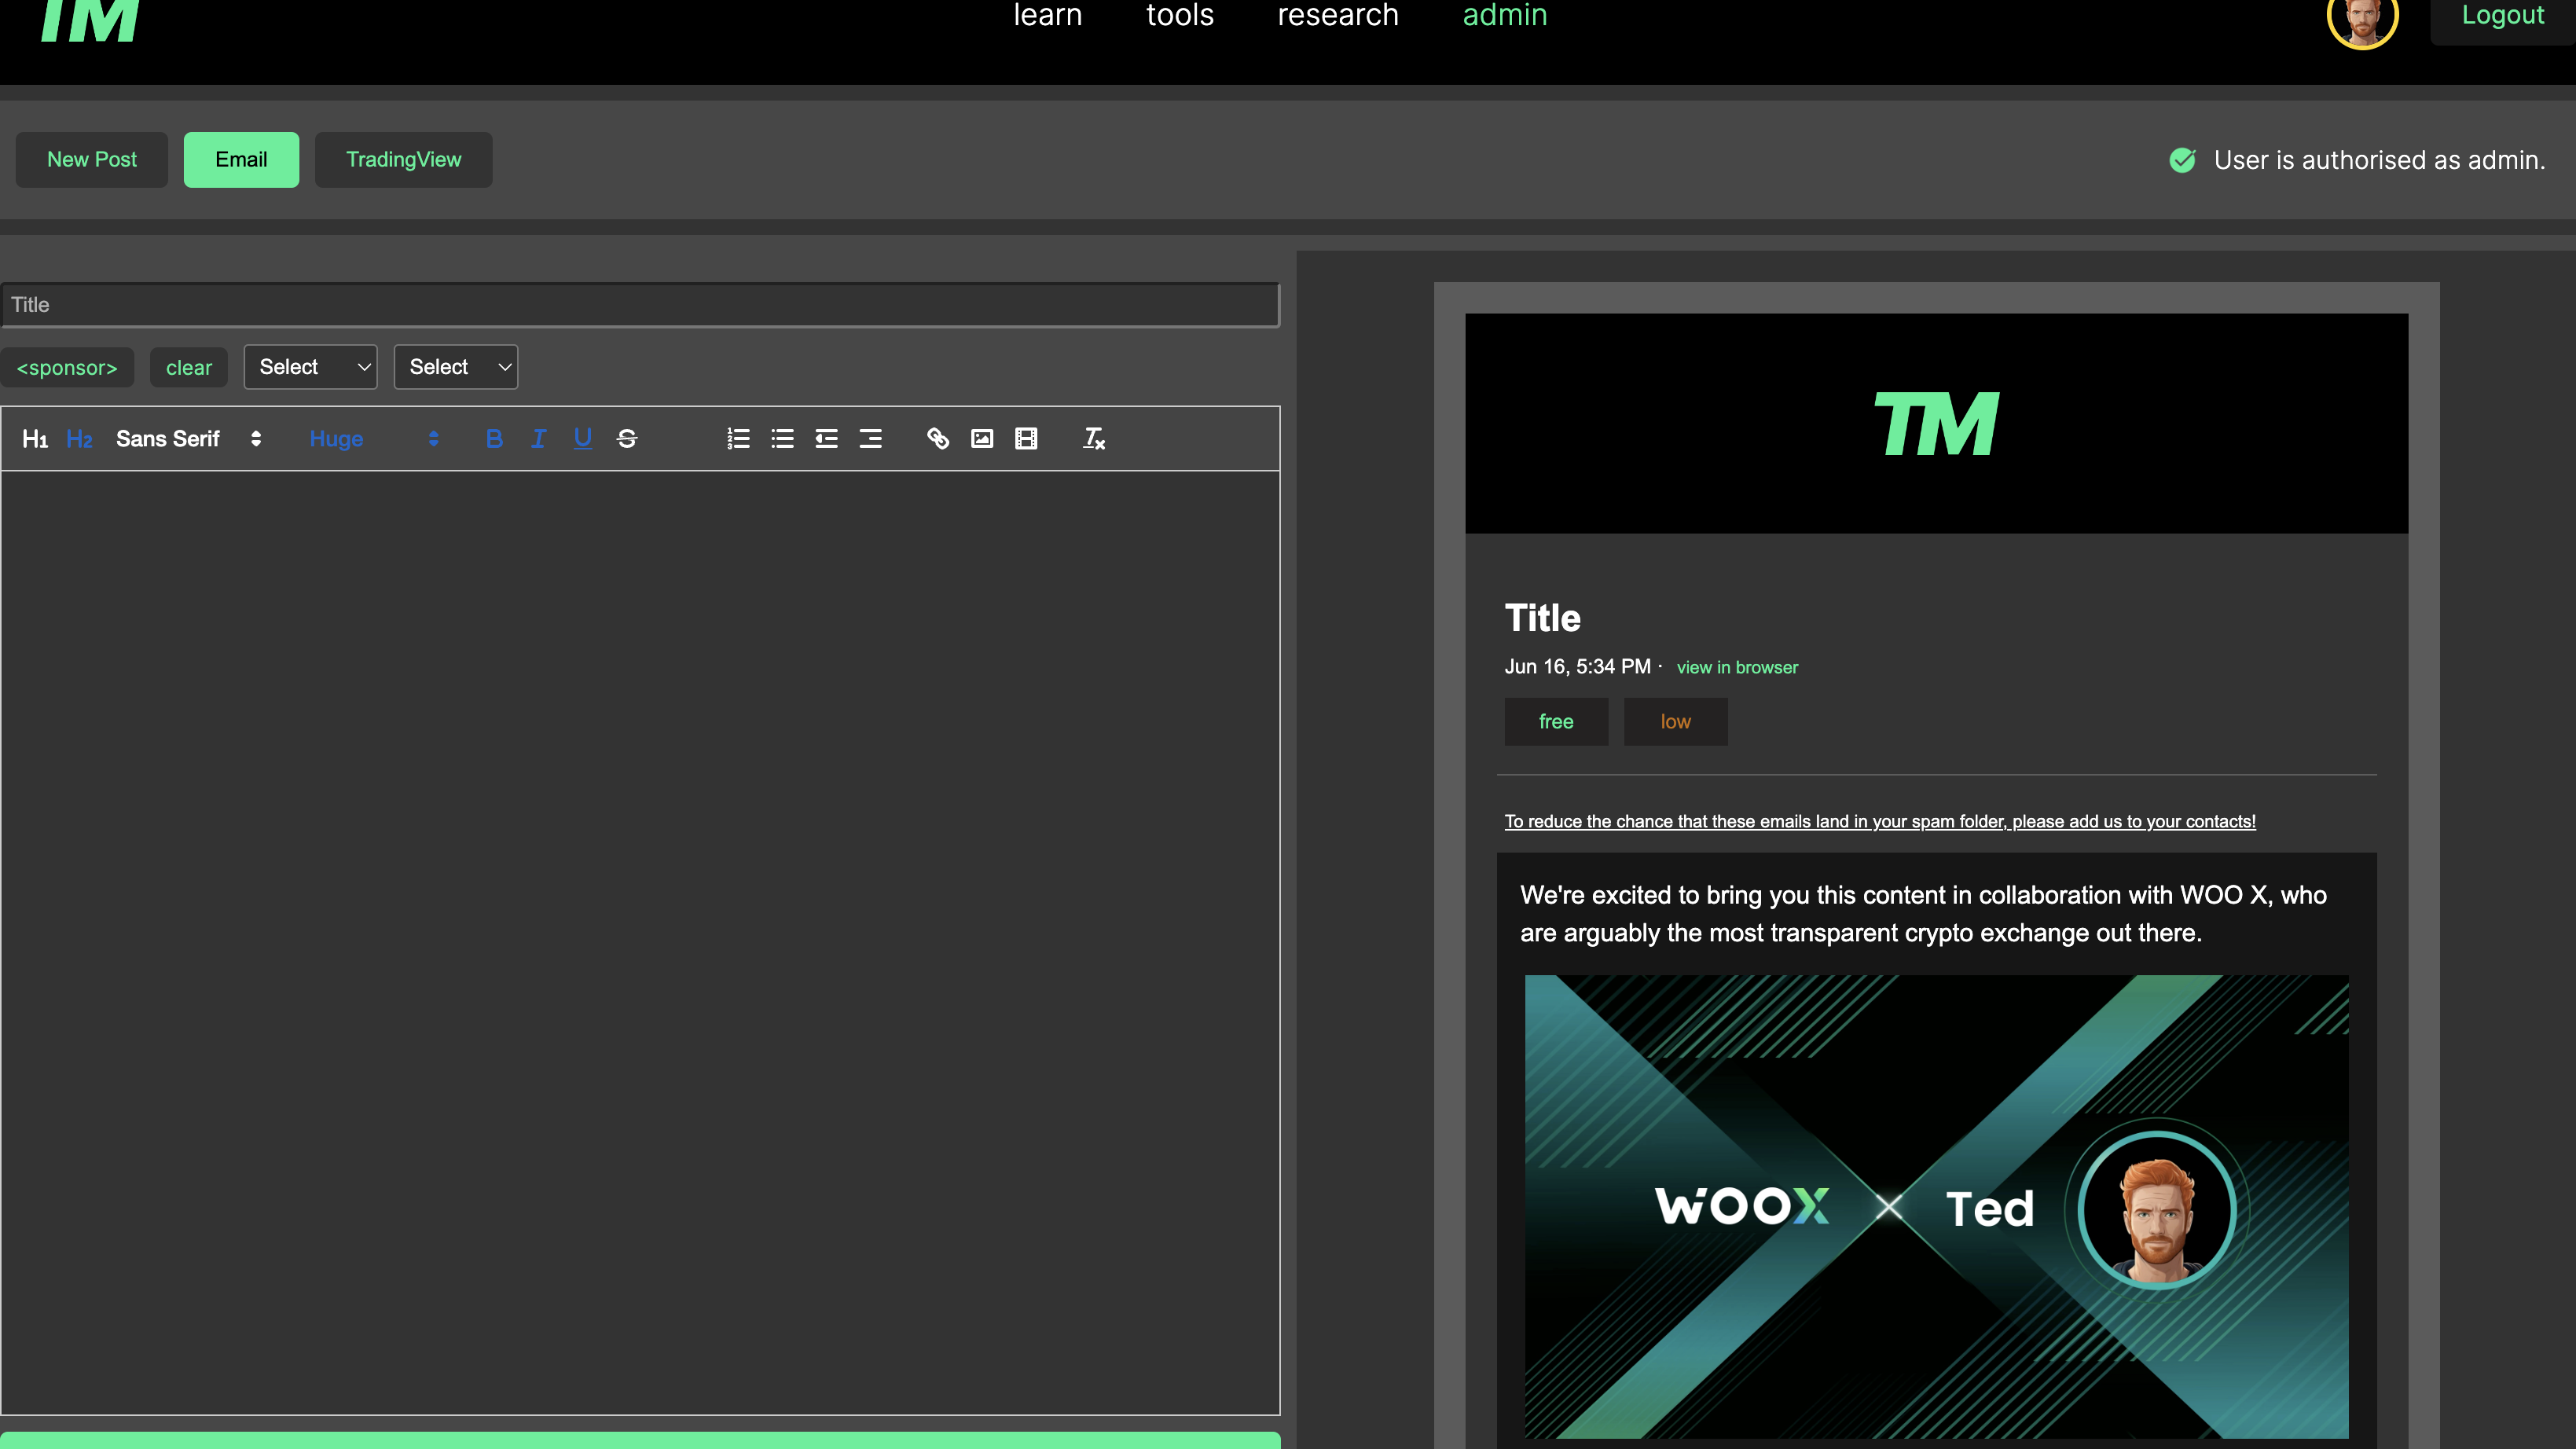 TM
learn tools research admin
Logout
New Post Email TradingView
User is authorised as admin.
Title
<sponsor> clear Select Select
H1 H2 Sans Serif Huge B I U S
TM
Title
Jun 16, 5:34 PM · view in browser
free low
To reduce the chance that these emails land in your spam folder, please add us to your contacts!
We're excited to bring you this content in collaboration with WOO X, who
are arguably the most transparent crypto exchange out there.
WOOX Ted